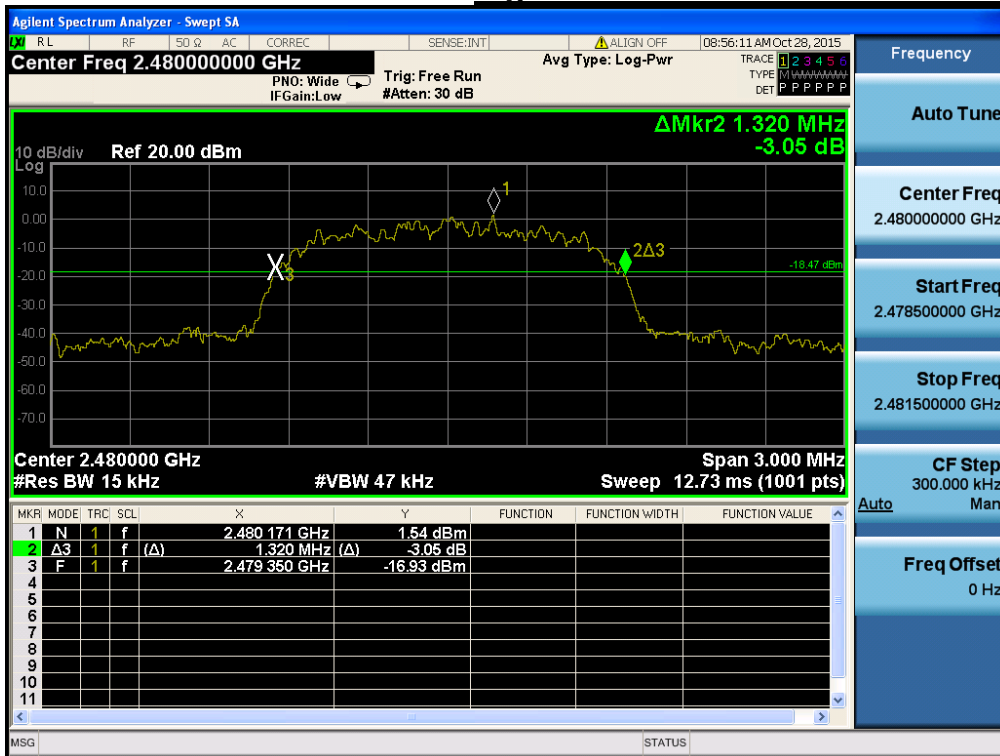 Agilent Spectrum Analyzer - Swept SA
LXI RL RF 50 Ω AC CORREC SENSE:INT ALIGN OFF 08:56:11 AM Oct 28, 2015
Center Freq 2.480000000 GHz
PNO: Wide
IFGain:Low
Trig: Free Run
#Atten: 30 dB
Avg Type: Log-Pwr
TRACE 1 2 3 4 5 6
TYPE M
DET P P P P P P
ΔMkr2 1.320 MHz
-3.05 dB
10 dB/div Ref 20.00 dBm
Log
10.0
0.00
-10.0
-20.0
-30.0
-40.0
-50.0
-60.0
-70.0
1
2Δ3
X3
-18.47 dBm
Center 2.480000 GHz Span 3.000 MHz
#Res BW 15 kHz #VBW 47 kHz Sweep 12.73 ms (1001 pts)
MKR MODE TRC SCL X Y FUNCTION FUNCTION WIDTH FUNCTION VALUE
1 N 1 f 2.480 171 GHz 1.54 dBm
2 Δ3 1 f (Δ) 1.320 MHz (Δ) -3.05 dB
3 F 1 f 2.479 350 GHz -16.93 dBm
4
5
6
7
8
9
10
11
MSG STATUS
Frequency
Auto Tune
Center Freq
2.480000000 GHz
Start Freq
2.478500000 GHz
Stop Freq
2.481500000 GHz
CF Step
300.000 kHz
Auto Man
Freq Offset
0 Hz